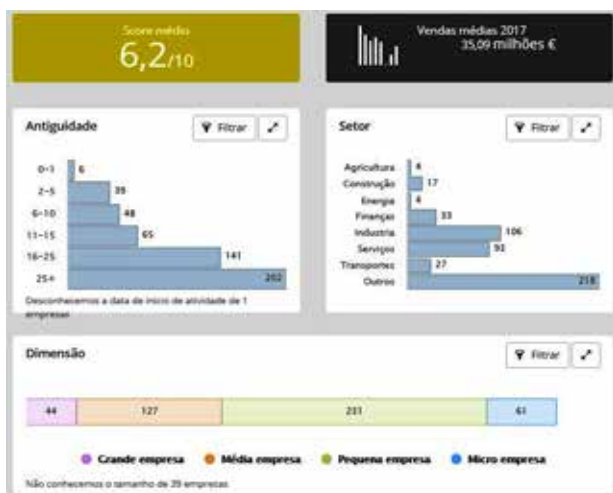 Score médio
6,2/10
Vendas médias 2017
35,09 milhões €
Antiguidade
Filtrar
0-1 6
2-5 39
6-10 48
11-15 65
16-25 141
25+ 202
Desconhecemos a data de início de atividade de 1
empresas
Setor
Filtrar
Agricultura 4
Construção 17
Energia 4
Finanças 33
Industria 106
Serviços 93
Transportes 27
Outros 218
Dimensão
Filtrar
44 127 231 61
Grande empresa Média empresa Pequena empresa Micro empresa
Não conhecemos o tamanho de 39 empresas